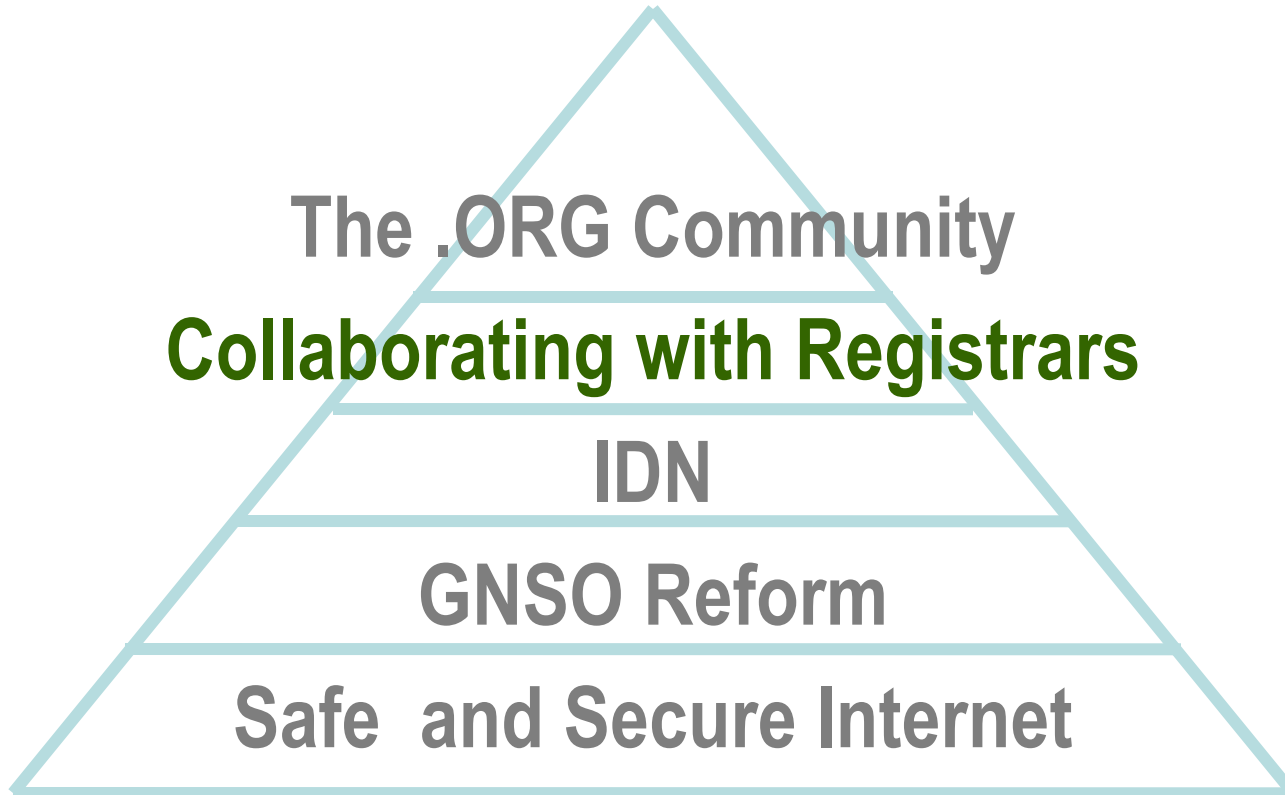 The .ORG Community
Collaborating with Registrars
IDN
GNSO Reform
Safe  and Secure Internet